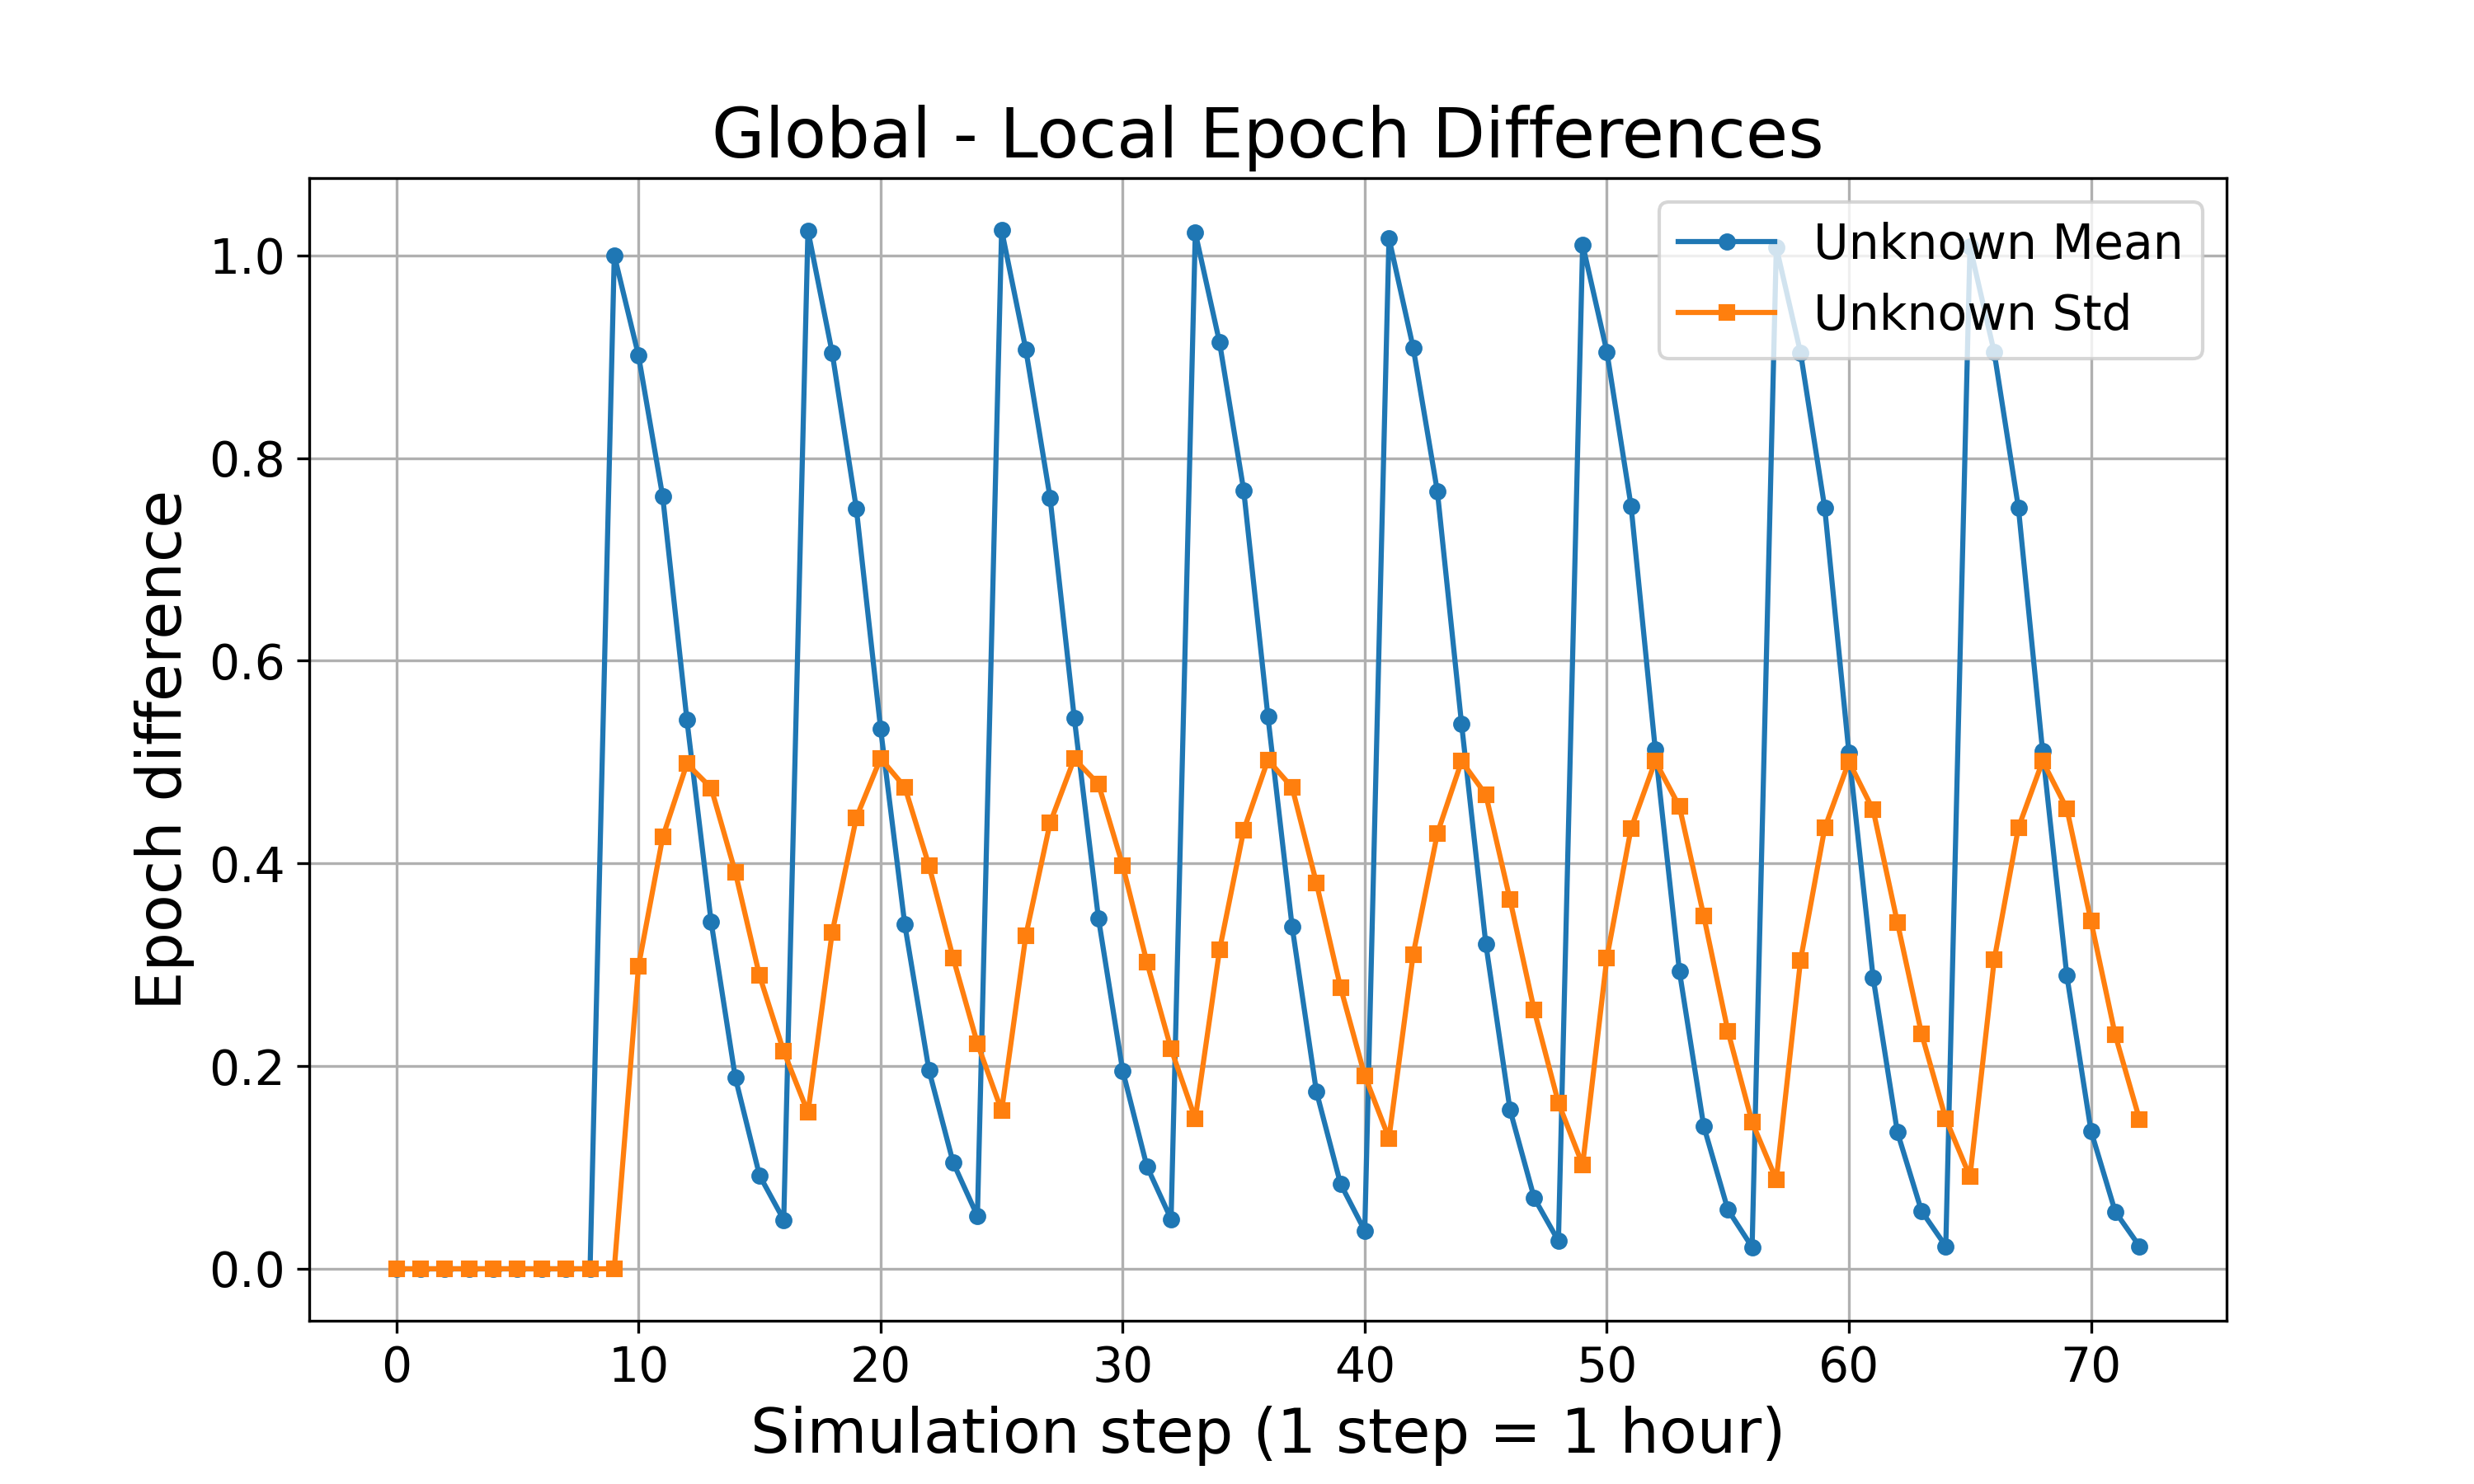 Global - Local Epoch Differences
Unknown Mean
Unknown Std
Epoch difference
1.0
0.8
0.6
0.4
0.2
0.0
0 10 20 30 40 50 60 70
Simulation step (1 step = 1 hour)